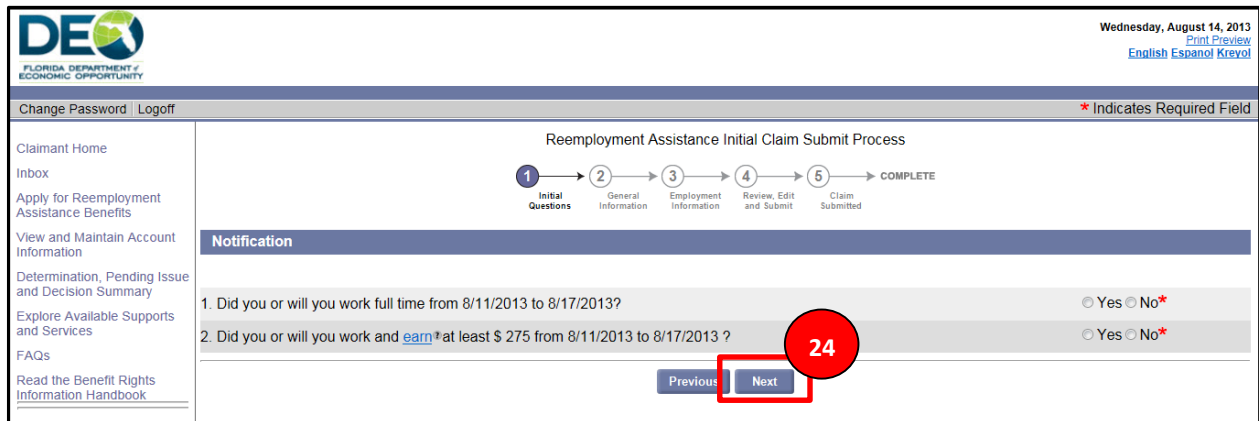 DEO
FLORIDA DEPARTMENT of
ECONOMIC OPPORTUNITY
Wednesday, August 14, 2013
Print Preview
English Espanol Kreyol
Change Password | Logoff
* Indicates Required Field
Claimant Home
Inbox
Apply for Reemployment
Assistance Benefits
View and Maintain Account
Information
Determination, Pending Issue
and Decision Summary
Explore Available Supports
and Services
FAQs
Read the Benefit Rights
Information Handbook
Reemployment Assistance Initial Claim Submit Process
1 2 3 4 5 COMPLETE
Initial
Questions
General
Information
Employment
Information
Review, Edit
and Submit
Claim
Submitted
Notification
1. Did you or will you work full time from 8/11/2013 to 8/17/2013?
Yes No*
2. Did you or will you work and earn at least $ 275 from 8/11/2013 to 8/17/2013 ?
Yes No*
24
Previous Next